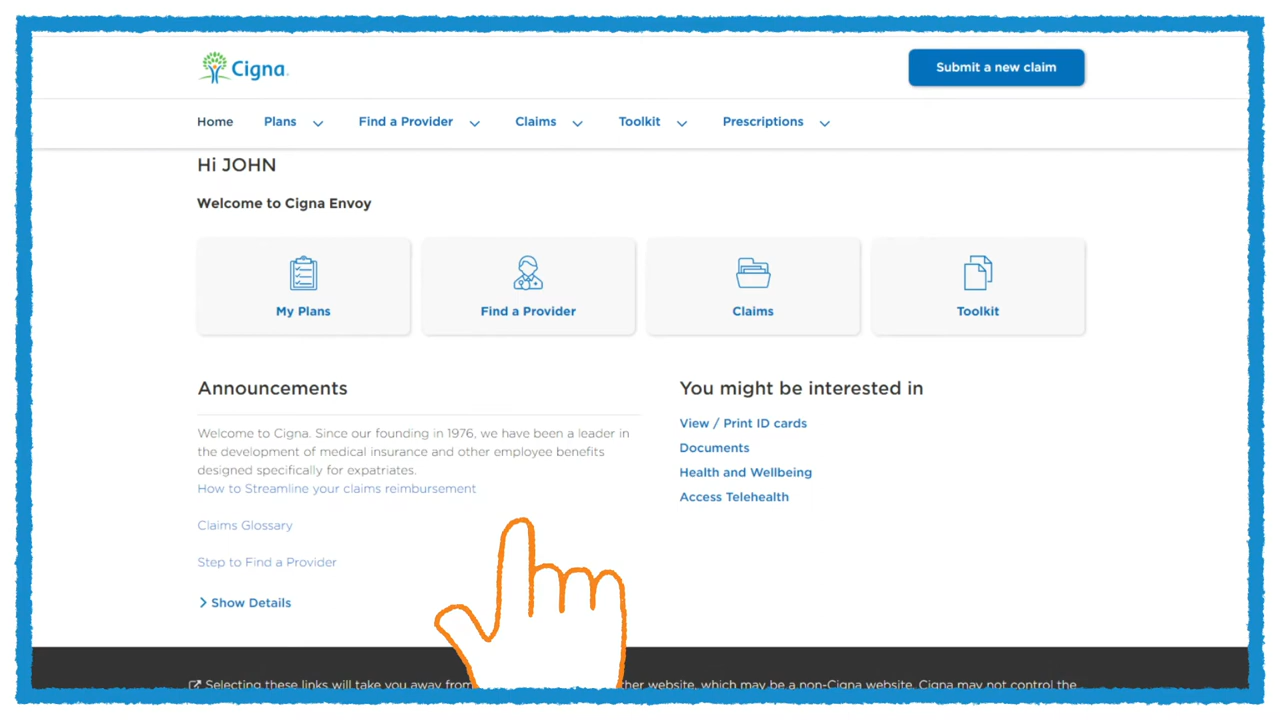 Cigna.
Submit a new claim
Home Plans Find a Provider Claims Toolkit Prescriptions
Hi JOHN
Welcome to Cigna Envoy
My Plans Find a Provider Claims Toolkit
Announcements
Welcome to Cigna. Since our founding in 1976, we have been a leader in
the development of medical insurance and other employee benefits
designed specifically for expatriates.
How to Streamline your claims reimbursement
Claims Glossary
Step to Find a Provider
Show Details
You might be interested in
View / Print ID cards
Documents
Health and Wellbeing
Access Telehealth
Selecting these links will take you away from website, which may be a non-Cigna website. Cigna may not control the